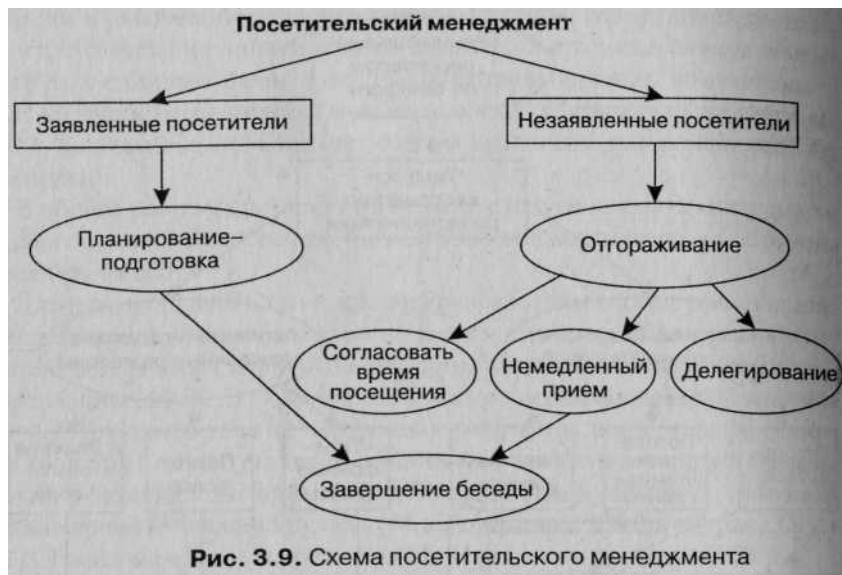 Посетительский менеджмент
Заявленные посетители
Незаявленные посетители
Планирование–
подготовка
Отгораживание
Согласовать
время
посещения
Немедленный
прием
Делегирование
Завершение беседы
Рис. 3.9. Схема посетительского менеджмента